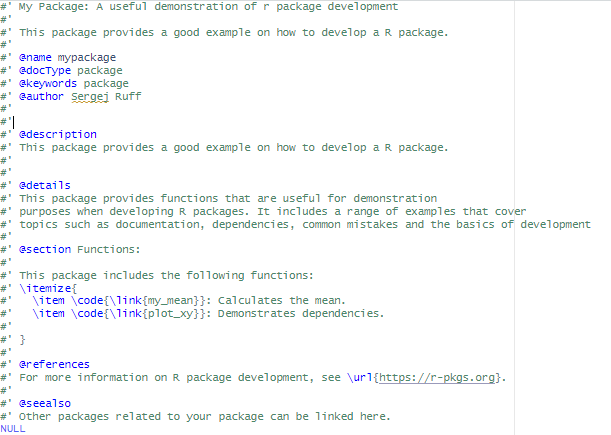 #' My Package: A useful demonstration of r package development
#'
#' This package provides a good example on how to develop a R package.
#'
#' @name mypackage
#' @docType package
#' @keywords package
#' @author Sergej Ruff
#'
#'
#' @description
#' This package provides a good example on how to develop a R package.
#'
#'
#' @details
#' This package provides functions that are useful for demonstration
#' purposes when developing R packages. It includes a range of examples that cover
#' topics such as documentation, dependencies, common mistakes and the basics of development
#'
#' @section Functions:
#'
#' This package includes the following functions:
#' \itemize{
#'   \item \code{\link{my_mean}}: Calculates the mean.
#'   \item \code{\link{plot_xy}}: Demonstrates dependencies.
#'
#' }
#'
#' @references
#' For more information on R package development, see \url{https://r-pkgs.org}.
#'
#' @seealso
#' Other packages related to your package can be linked here.
NULL